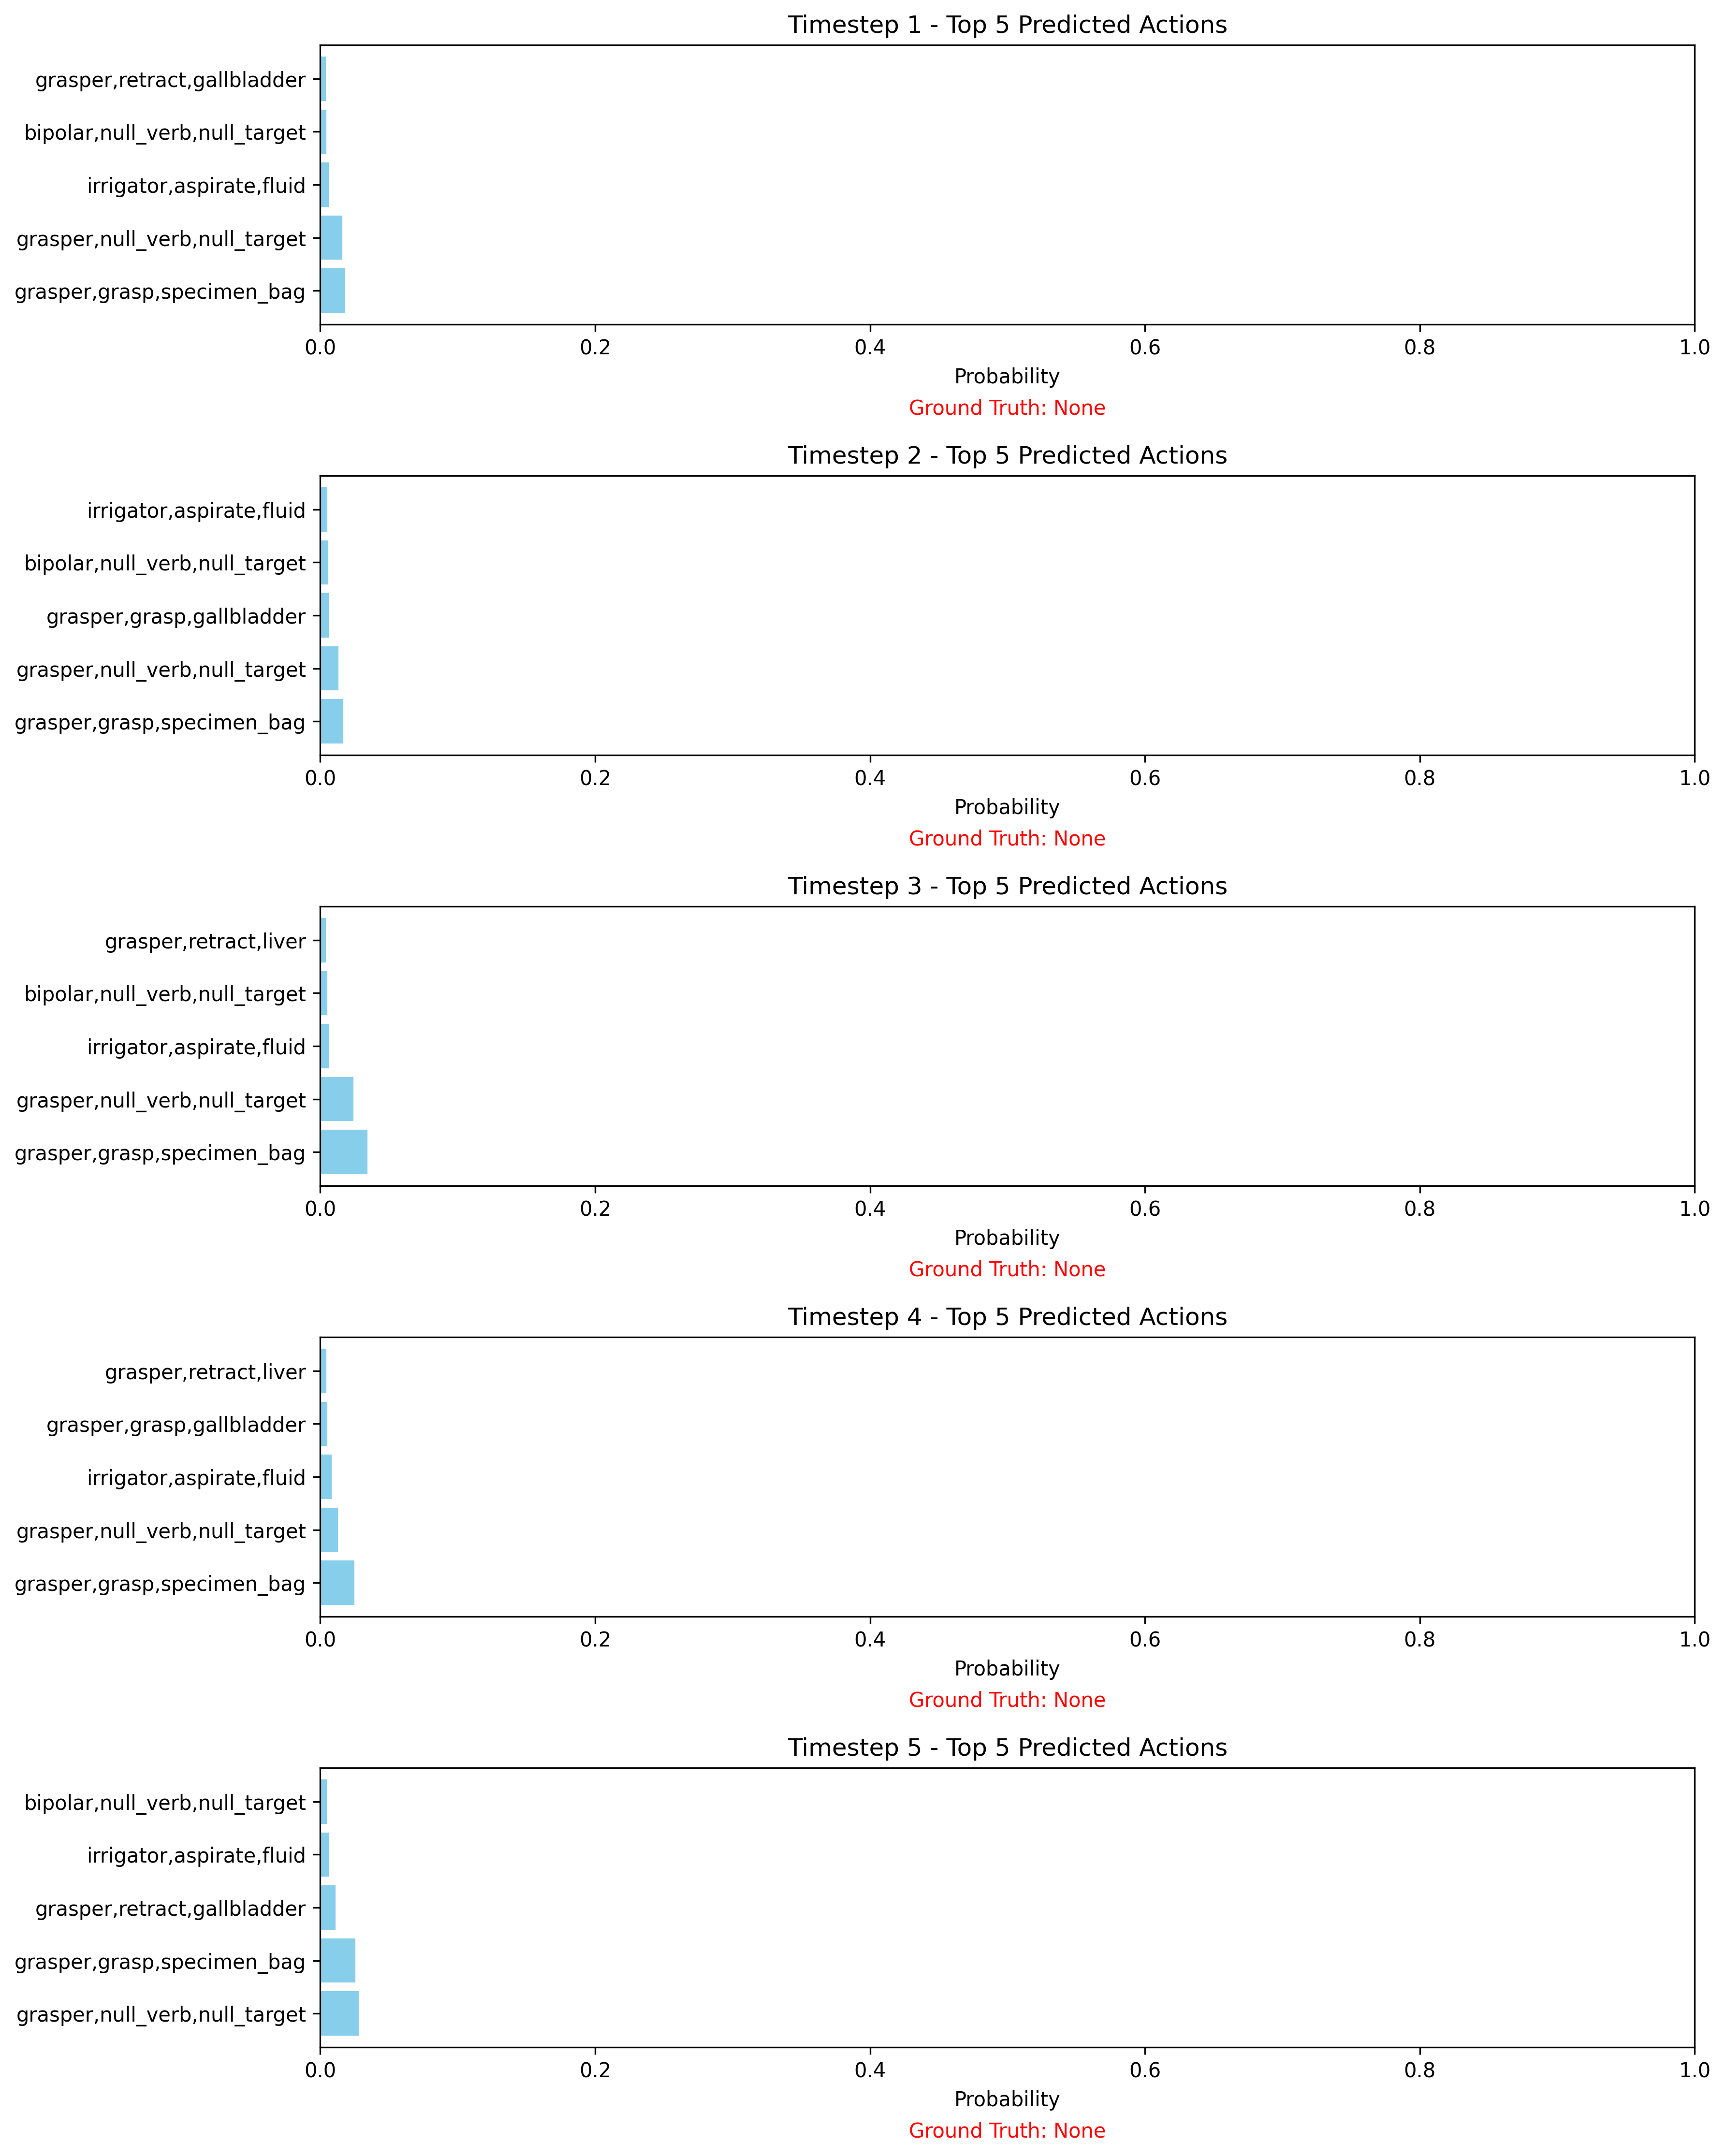 Timestep 1 - Top 5 Predicted Actions
grasper,retract,gallbladder
bipolar,null_verb,null_target
irrigator,aspirate,fluid
grasper,null_verb,null_target
grasper,grasp,specimen_bag
0.0 0.2 0.4 0.6 0.8 1.0
Probability
Ground Truth: None
Timestep 2 - Top 5 Predicted Actions
irrigator,aspirate,fluid
bipolar,null_verb,null_target
grasper,grasp,gallbladder
grasper,null_verb,null_target
grasper,grasp,specimen_bag
0.0 0.2 0.4 0.6 0.8 1.0
Probability
Ground Truth: None
Timestep 3 - Top 5 Predicted Actions
grasper,retract,liver
bipolar,null_verb,null_target
irrigator,aspirate,fluid
grasper,null_verb,null_target
grasper,grasp,specimen_bag
0.0 0.2 0.4 0.6 0.8 1.0
Probability
Ground Truth: None
Timestep 4 - Top 5 Predicted Actions
grasper,retract,liver
grasper,grasp,gallbladder
irrigator,aspirate,fluid
grasper,null_verb,null_target
grasper,grasp,specimen_bag
0.0 0.2 0.4 0.6 0.8 1.0
Probability
Ground Truth: None
Timestep 5 - Top 5 Predicted Actions
bipolar,null_verb,null_target
irrigator,aspirate,fluid
grasper,retract,gallbladder
grasper,grasp,specimen_bag
grasper,null_verb,null_target
0.0 0.2 0.4 0.6 0.8 1.0
Probability
Ground Truth: None